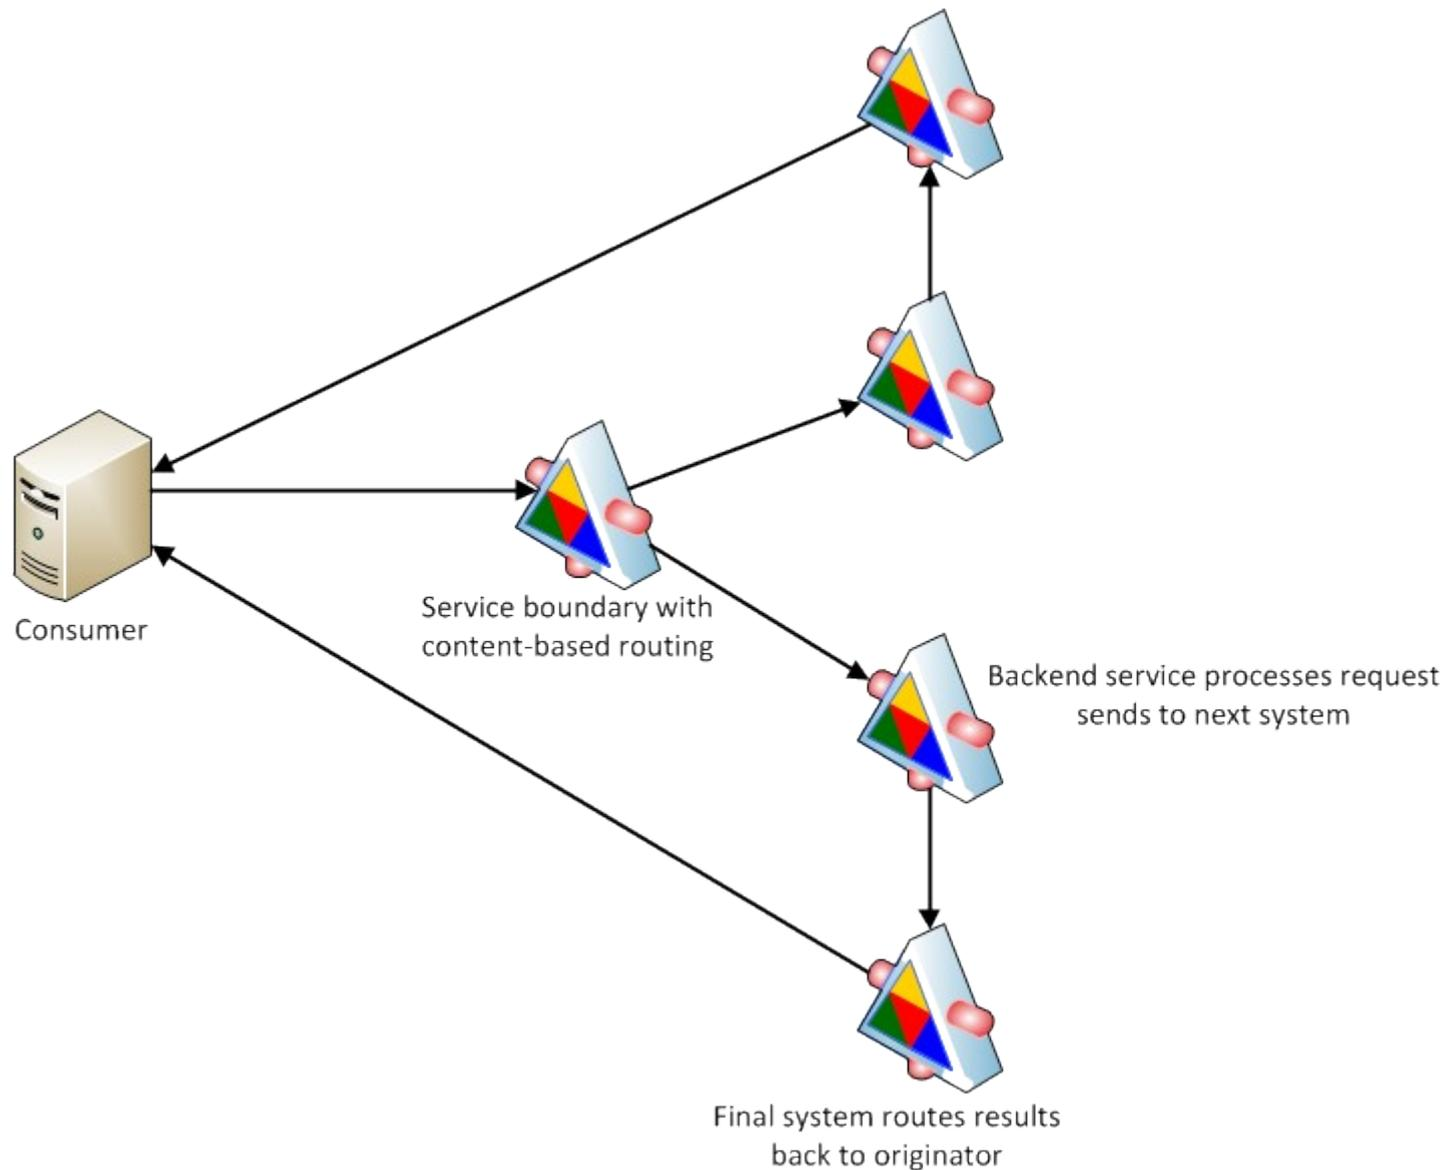 Consumer
Service boundary with
content-based routing
Backend service processes request
sends to next system
Final system routes results
back to originator